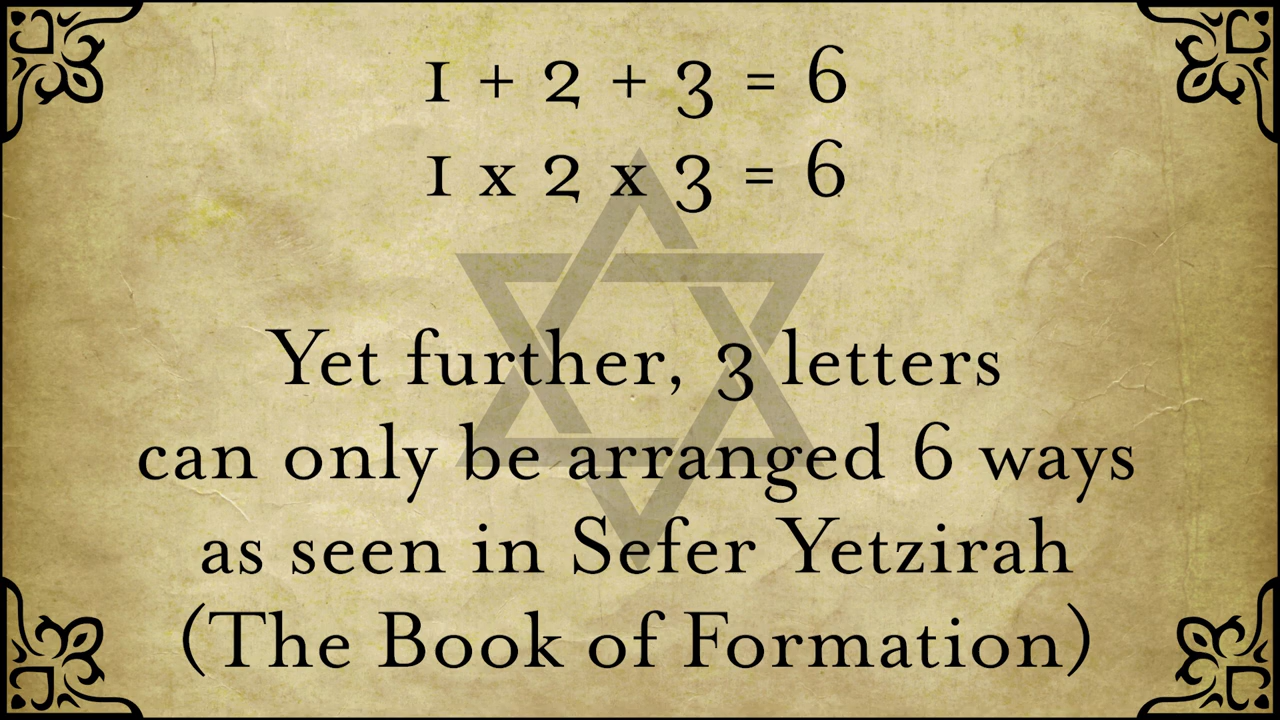 1 + 2 + 3 = 6
1 x 2 x 3 = 6
Yet further, 3 letters
can only be arranged 6 ways
as seen in Sefer Yetzirah
(The Book of Formation)